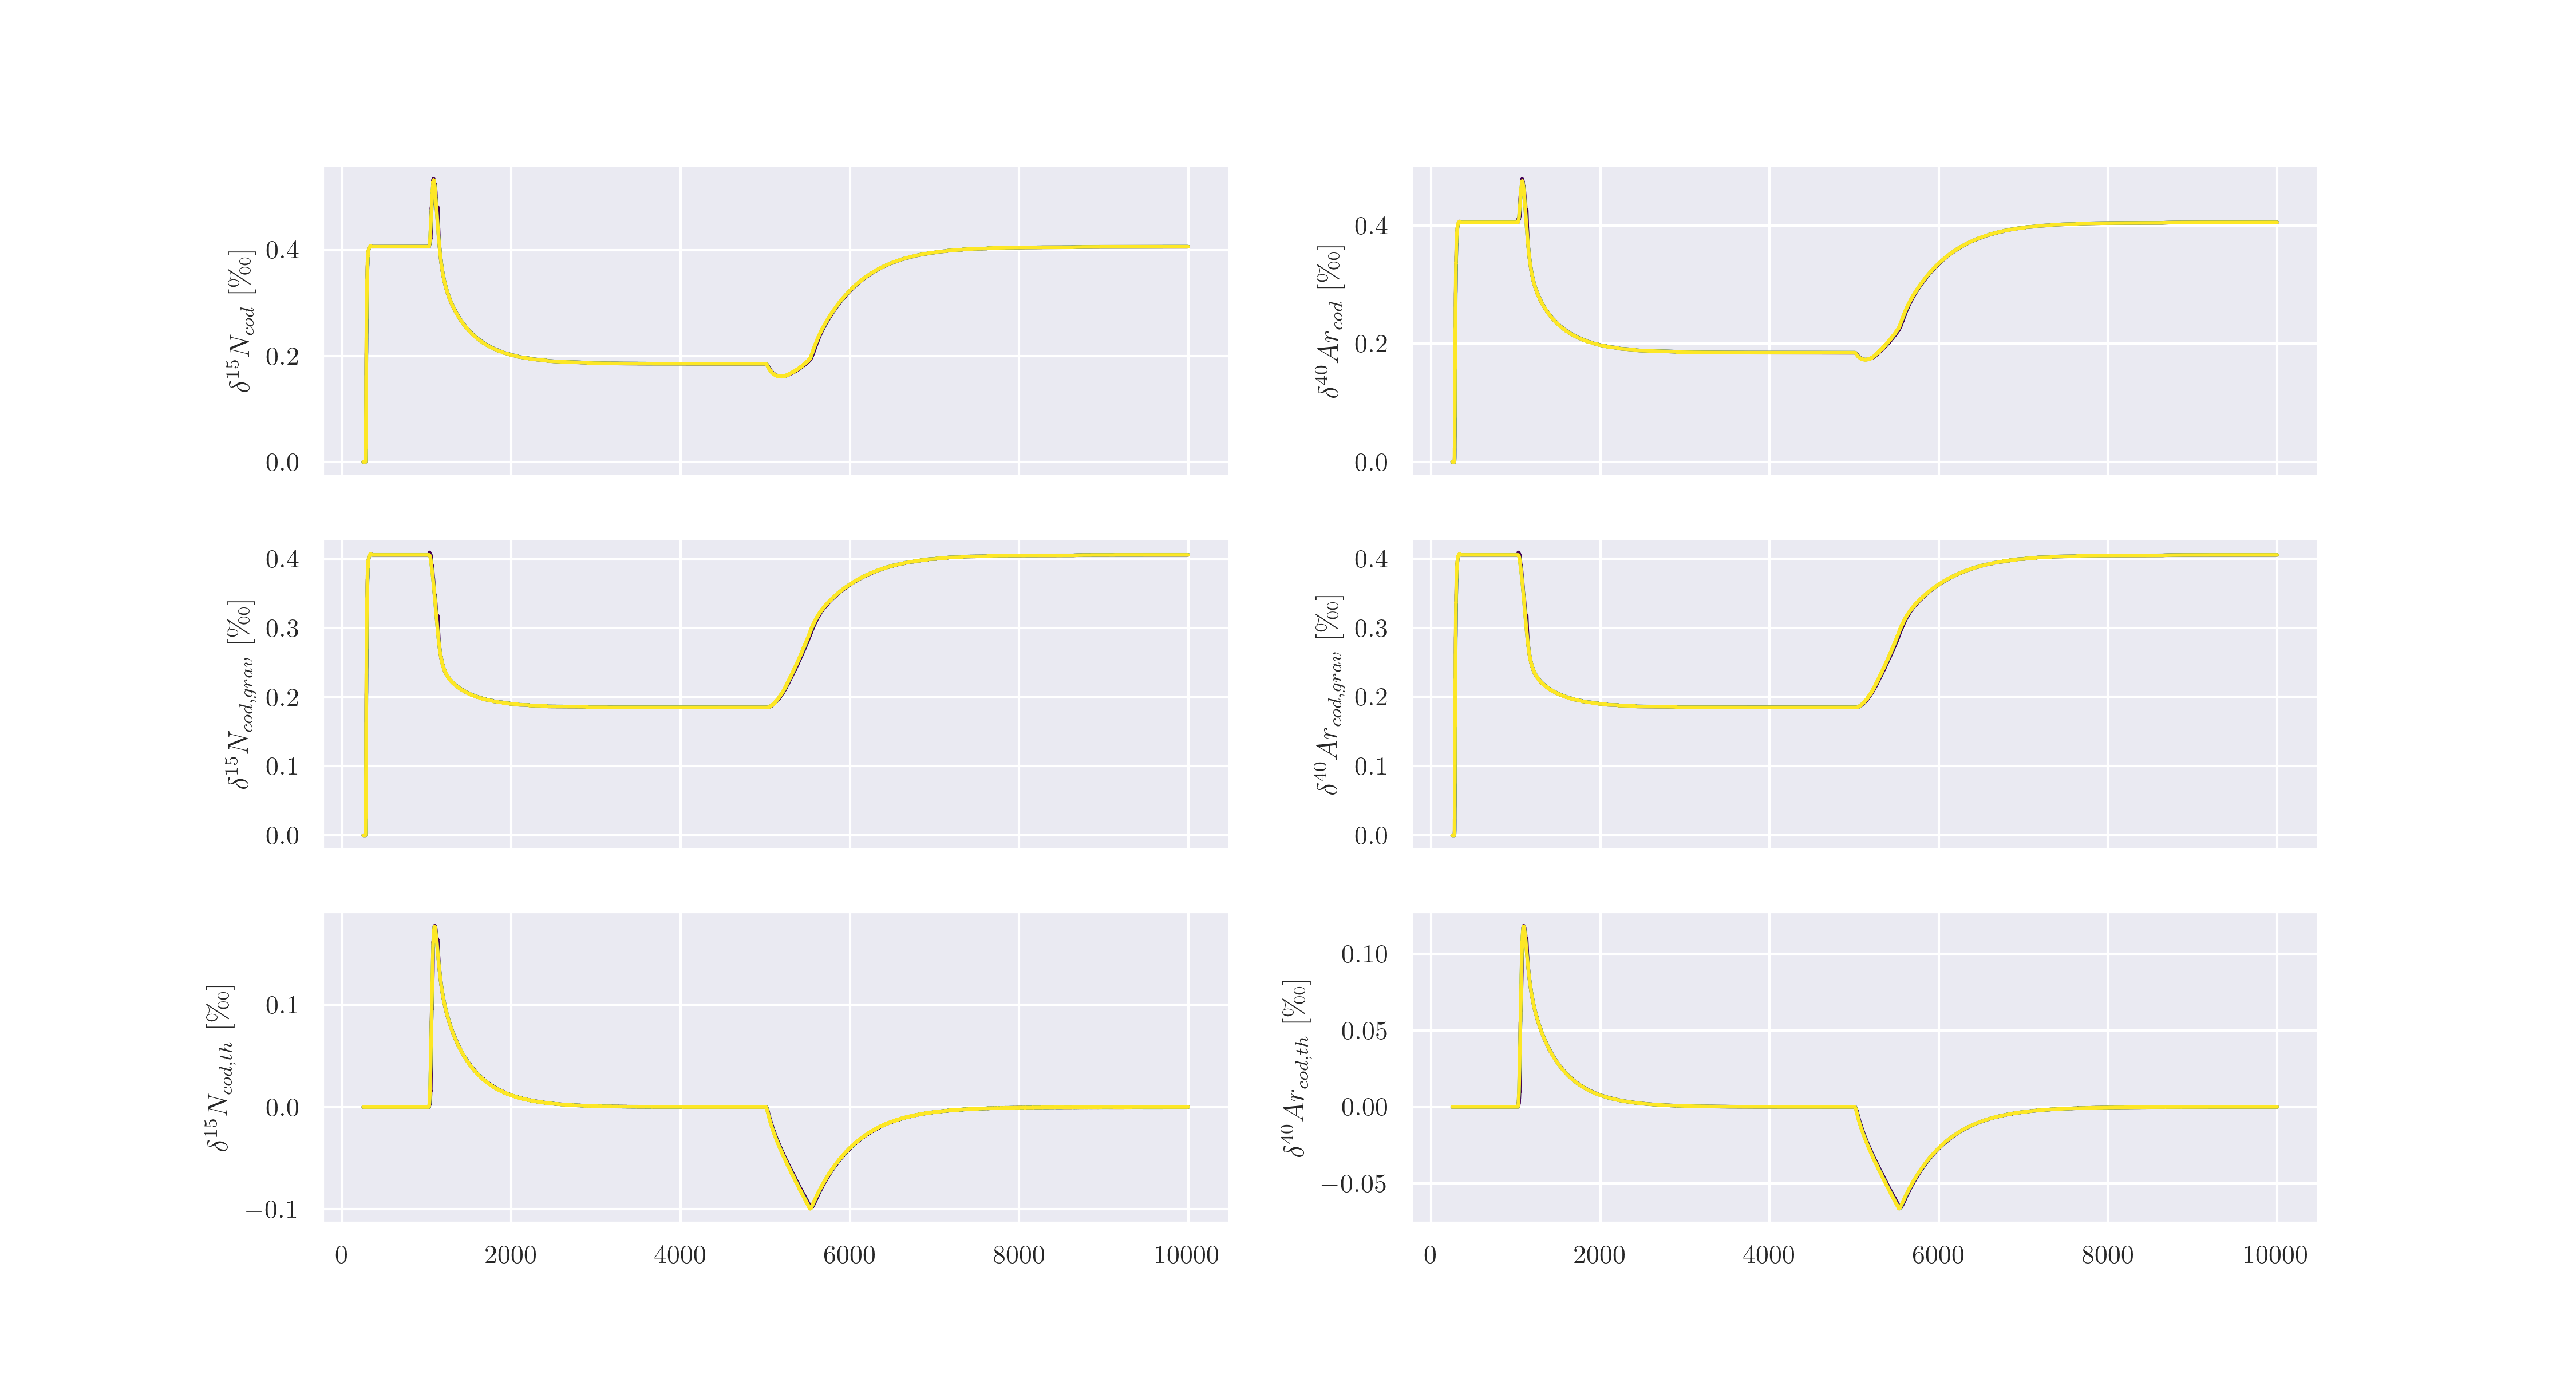 δ¹⁵N_cod [‰]
0.4
0.2
0.0
δ⁴⁰Ar_cod [‰]
0.4
0.2
0.0
δ¹⁵N_cod,grav [‰]
0.4
0.3
0.2
0.1
0.0
δ⁴⁰Ar_cod,grav [‰]
0.4
0.3
0.2
0.1
0.0
δ¹⁵N_cod,th [‰]
0.1
0.0
−0.1
0 2000 4000 6000 8000 10000
δ⁴⁰Ar_cod,th [‰]
0.10
0.05
0.00
−0.05
0 2000 4000 6000 8000 10000